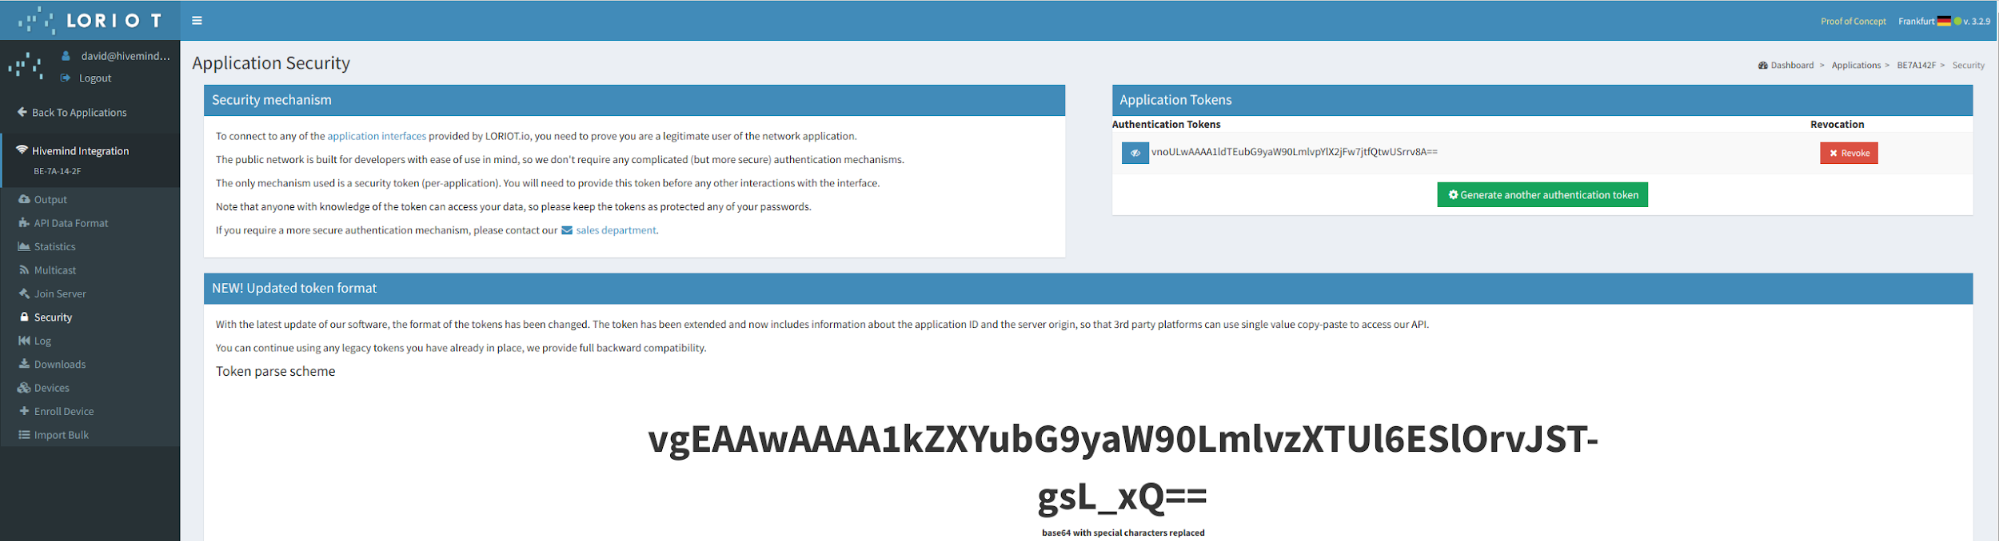 LORIOT
Proof of Concept Frankfurt v. 3.2.9
david@hivemind...
Logout
Back To Applications
Hivemind Integration
BE-7A-14-2F
Output
API Data Format
Statistics
Multicast
Join Server
Security
Log
Downloads
Devices
Enroll Device
Import Bulk
Application Security
Dashboard > Applications > BE7A142F > Security
Security mechanism
To connect to any of the application interfaces provided by LORIOT.io, you need to prove you are a legitimate user of the network application.
The public network is built for developers with ease of use in mind, so we don't require any complicated (but more secure) authentication mechanisms.
The only mechanism used is a security token (per-application). You will need to provide this token before any other interactions with the interface.
Note that anyone with knowledge of the token can access your data, so please keep the tokens as protected any of your passwords.
If you require a more secure authentication mechanism, please contact our sales department.
Application Tokens
Authentication Tokens Revocation
vnoULwAAAA1ldTEubG9yaW90LmlvpYlX2jFw7jtfQtwUSrrv8A== Revoke
Generate another authentication token
NEW! Updated token format
With the latest update of our software, the format of the tokens has been changed. The token has been extended and now includes information about the application ID and the server origin, so that 3rd party platforms can use single value copy-paste to access our API.
You can continue using any legacy tokens you have already in place, we provide full backward compatibility.
Token parse scheme
vgEAAwAAAA1kZXYubG9yaW90LmlvzXTUl6ESlOrvJST-
gsL_xQ==
base64 with special characters replaced